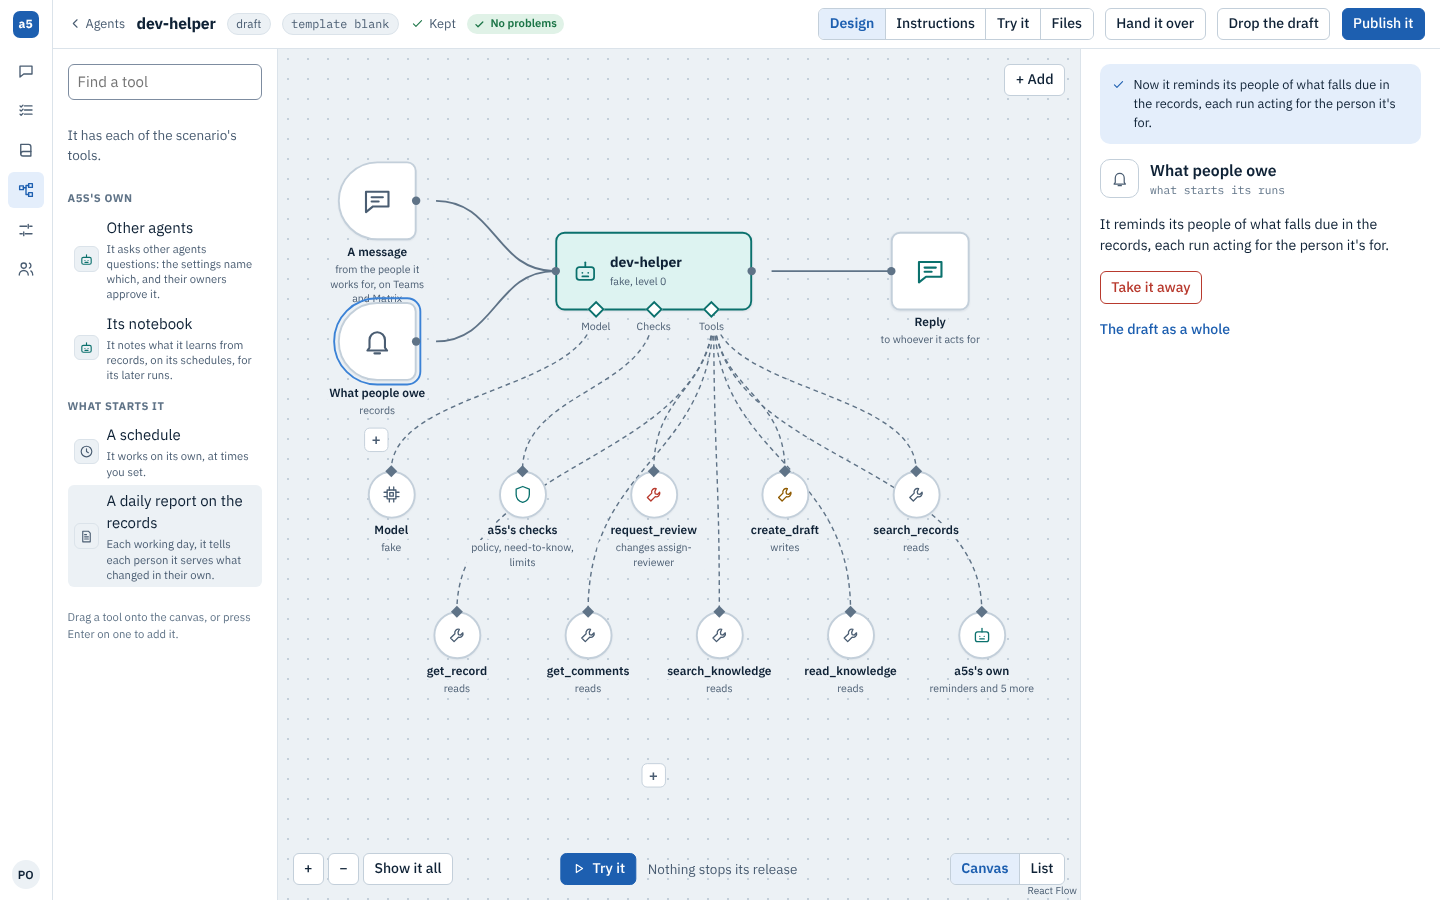 a5
Agents
dev-helper
draft
template blank
Kept
No problems
Design
Instructions
Try it
Files
Hand it over
Drop the draft
Publish it
Find a tool
It has each of the scenario's
tools.
A5S'S OWN
Other agents
It asks other agents
questions: the settings name
which, and their owners
approve it.
Its notebook
It notes what it learns from
records, on its schedules, for
its later runs.
WHAT STARTS IT
A schedule
It works on its own, at times
you set.
A daily report on the
records
Each working day, it tells
each person it serves what
changed in their own.
Drag a tool onto the canvas, or press
Enter on one to add it.
PO
+ Add
A message
from the people it
works for, on Teams
and Matrix
What people owe
records
+
dev-helper
fake, level 0
Model
Checks
Tools
Reply
to whoever it acts for
Model
fake
a5s's checks
policy, need-to-know,
limits
request_review
changes assign-
reviewer
create_draft
writes
search_records
reads
get_record
reads
get_comments
reads
search_knowledge
reads
read_knowledge
reads
a5s's own
reminders and 5 more
+
+
−
Show it all
Try it
Nothing stops its release
Canvas
List
React Flow
Now it reminds its people of what falls due in
the records, each run acting for the person it's
for.
What people owe
what starts its runs
It reminds its people of what falls due in the
records, each run acting for the person it's for.
Take it away
The draft as a whole